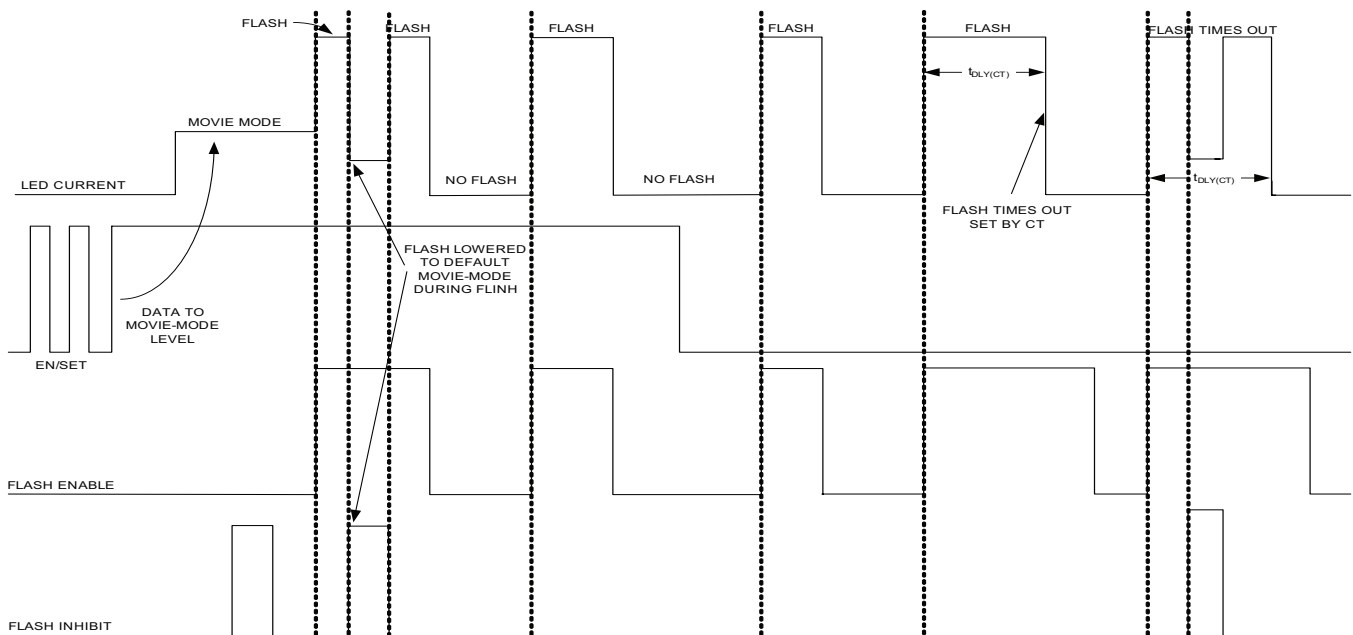 FLASH
FLASH
FLASH
FLASH
FLASH
FLASH TIMES OUT
tDLY(CT)
MOVIE MODE
LED CURRENT
NO FLASH
NO FLASH
tDLY(CT)
FLASH TIMES OUT
SET BY CT
FLASH LOWERED
TO DEFAULT
MOVIE-MODE
DURING FLINH
DATA TO
MOVIE-MODE
LEVEL
EN/SET
FLASH ENABLE
FLASH INHIBIT